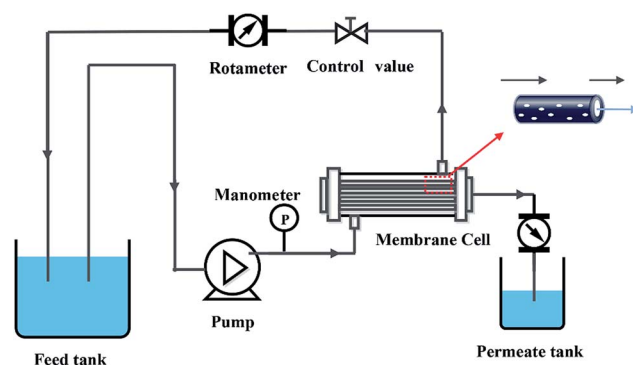 Rotameter
Control value
Manometer
P
Membrane Cell
Pump
Feed tank
Permeate tank